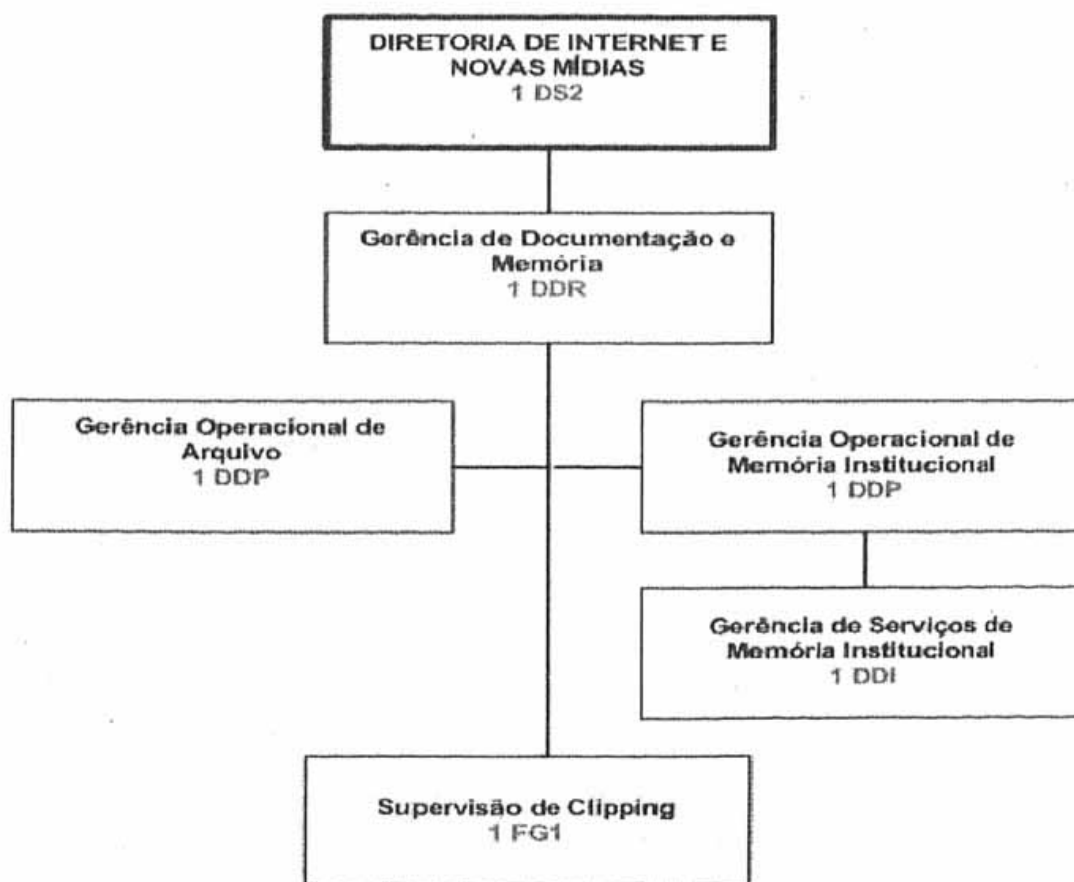 DIRETORIA DE INTERNET E
NOVAS MÍDIAS
1 DS2
Gerência de Documentação e
Memória
1 DDR
Gerência Operacional de
Arquivo
1 DDP
Gerência Operacional de
Memória Institucional
1 DDP
Gerência de Serviços de
Memória Institucional
1 DDI
Supervisão de Clipping
1 FG1